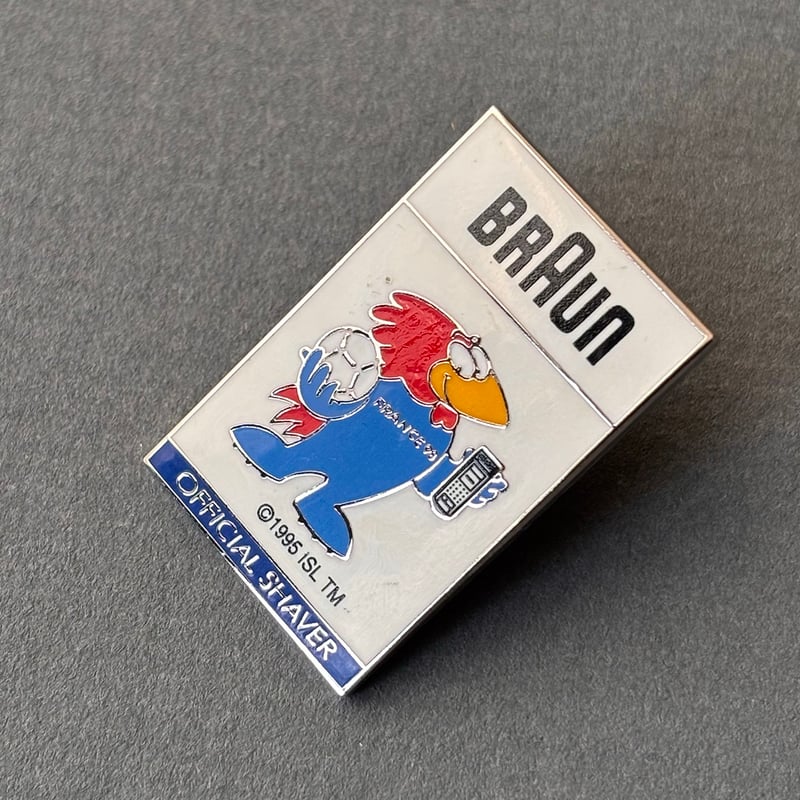 BRAUN
FRANCE 98
©1995 ISL TM
OFFICIAL SHAVER